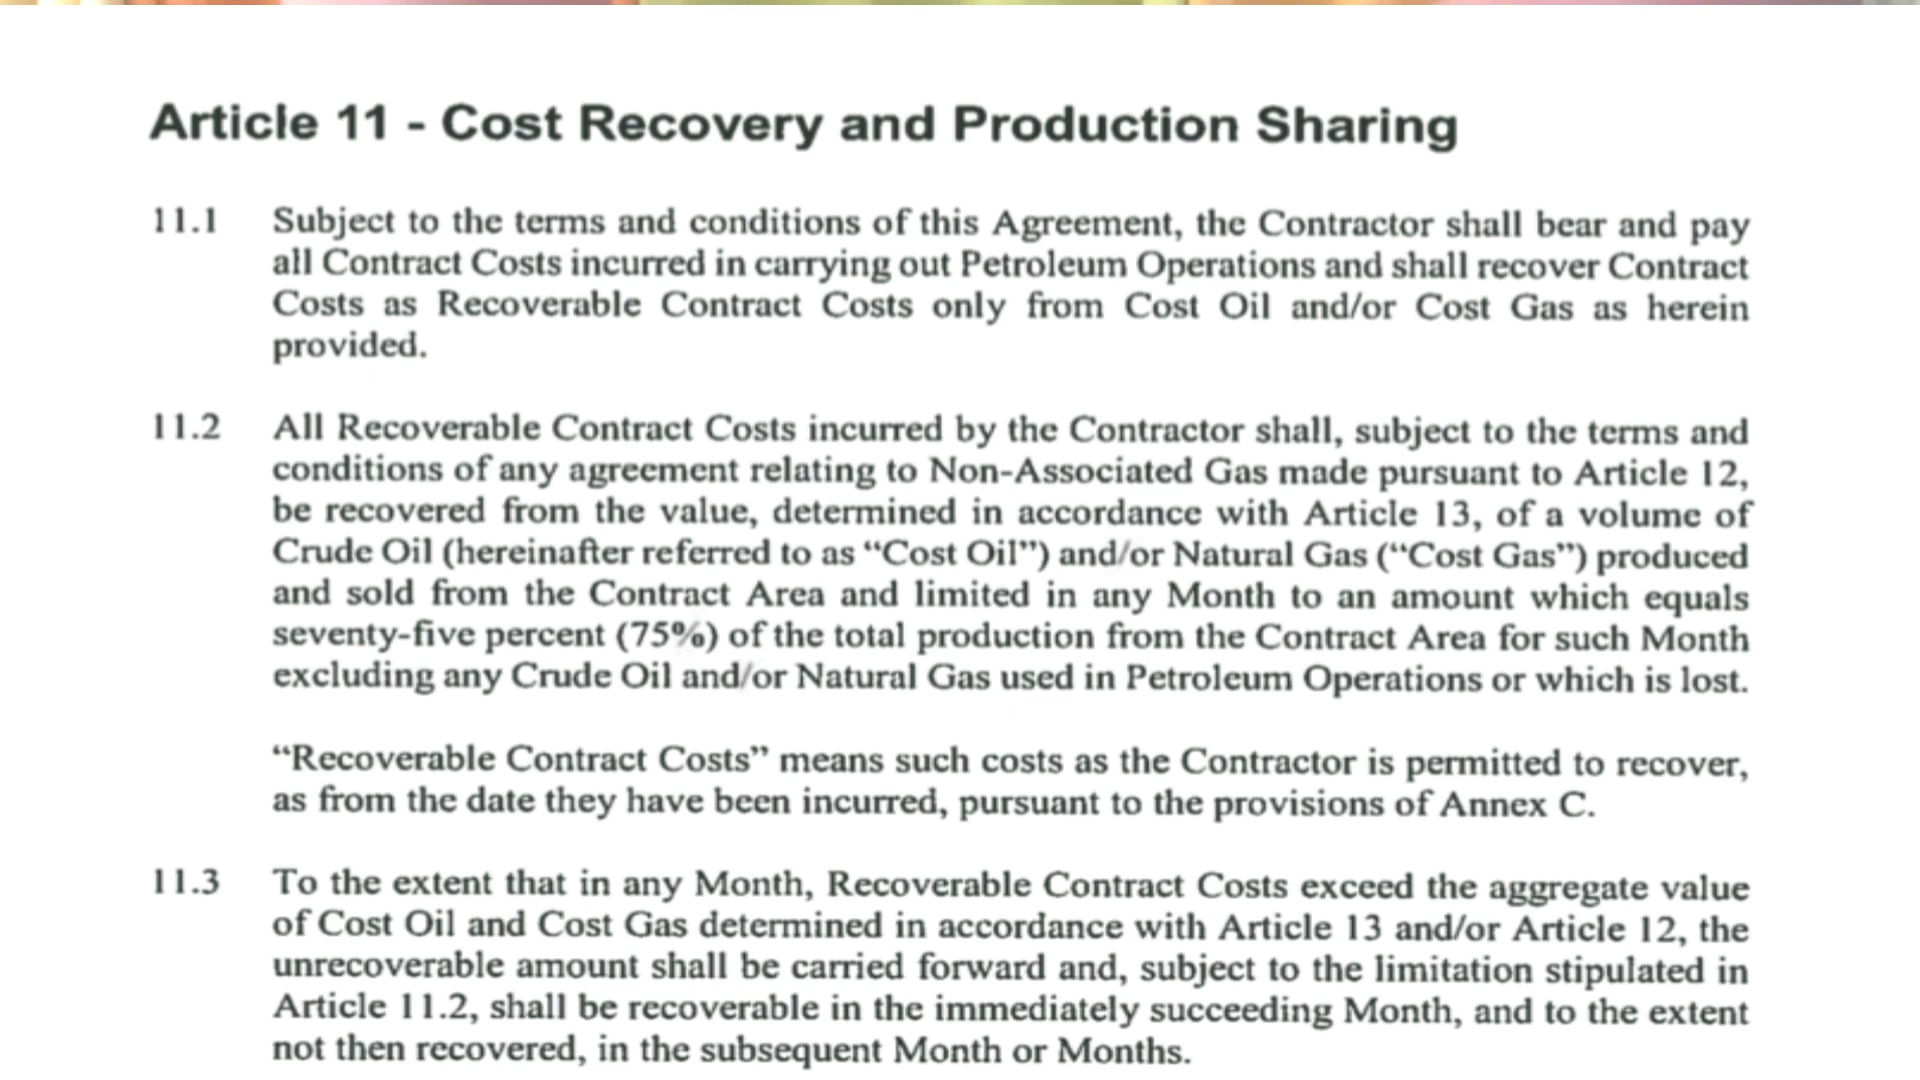 Article 11 - Cost Recovery and Production Sharing
11.1 Subject to the terms and conditions of this Agreement, the Contractor shall bear and pay
all Contract Costs incurred in carrying out Petroleum Operations and shall recover Contract
Costs as Recoverable Contract Costs only from Cost Oil and/or Cost Gas as herein
provided.
11.2 All Recoverable Contract Costs incurred by the Contractor shall, subject to the terms and
conditions of any agreement relating to Non-Associated Gas made pursuant to Article 12,
be recovered from the value, determined in accordance with Article 13, of a volume of
Crude Oil (hereinafter referred to as “Cost Oil”) and/or Natural Gas (“Cost Gas”) produced
and sold from the Contract Area and limited in any Month to an amount which equals
seventy-five percent (75%) of the total production from the Contract Area for such Month
excluding any Crude Oil and/or Natural Gas used in Petroleum Operations or which is lost.
“Recoverable Contract Costs” means such costs as the Contractor is permitted to recover,
as from the date they have been incurred, pursuant to the provisions of Annex C.
11.3 To the extent that in any Month, Recoverable Contract Costs exceed the aggregate value
of Cost Oil and Cost Gas determined in accordance with Article 13 and/or Article 12, the
unrecoverable amount shall be carried forward and, subject to the limitation stipulated in
Article 11.2, shall be recoverable in the immediately succeeding Month, and to the extent
not then recovered, in the subsequent Month or Months.